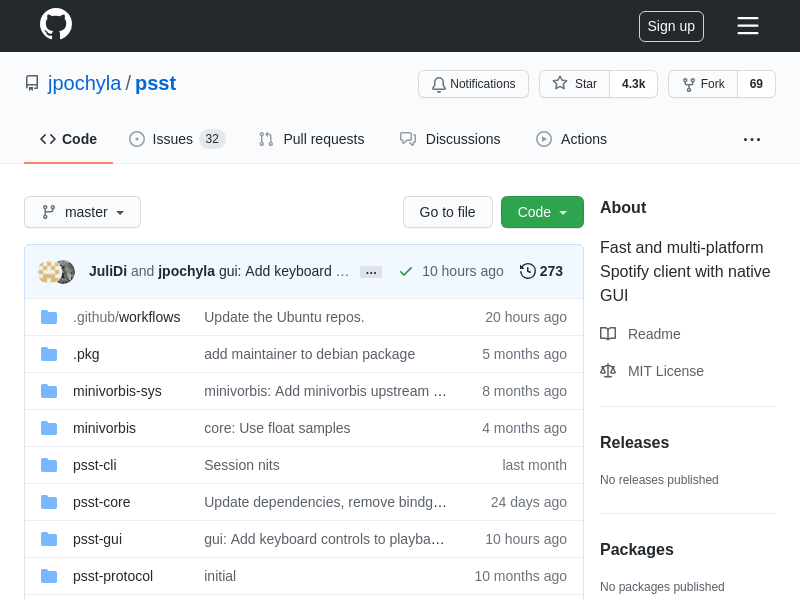 Sign up
jpochyla / psst
Notifications
Star 4.3k
Fork 69
Code
Issues 32
Pull requests
Discussions
Actions
master
Go to file
Code
JuliDi and jpochyla gui: Add keyboard … 10 hours ago 273
.github/workflows Update the Ubuntu repos. 20 hours ago
.pkg add maintainer to debian package 5 months ago
minivorbis-sys minivorbis: Add minivorbis upstream … 8 months ago
minivorbis core: Use float samples 4 months ago
psst-cli Session nits last month
psst-core Update dependencies, remove bindg… 24 days ago
psst-gui gui: Add keyboard controls to playba… 10 hours ago
psst-protocol initial 10 months ago
About
Fast and multi-platform
Spotify client with native
GUI
Readme
MIT License
Releases
No releases published
Packages
No packages published